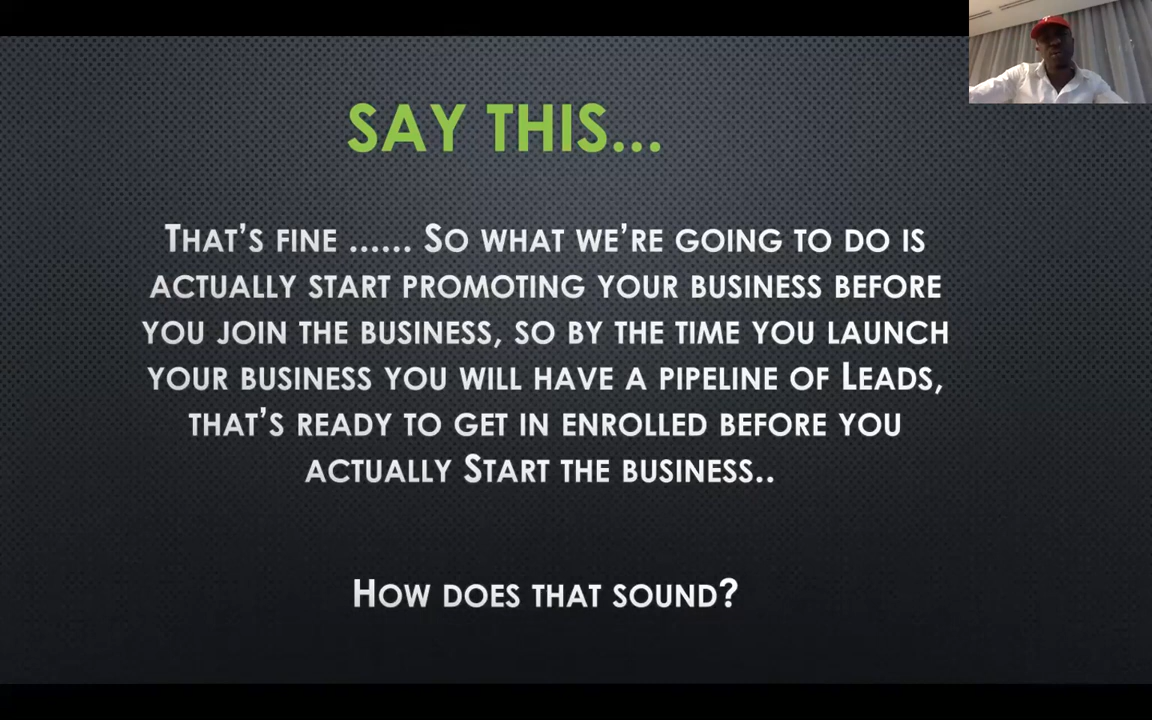 SAY THIS...
THAT'S FINE ...... SO WHAT WE'RE GOING TO DO IS
ACTUALLY START PROMOTING YOUR BUSINESS BEFORE
YOU JOIN THE BUSINESS, SO BY THE TIME YOU LAUNCH
YOUR BUSINESS YOU WILL HAVE A PIPELINE OF LEADS,
THAT'S READY TO GET IN ENROLLED BEFORE YOU
ACTUALLY START THE BUSINESS..
HOW DOES THAT SOUND?